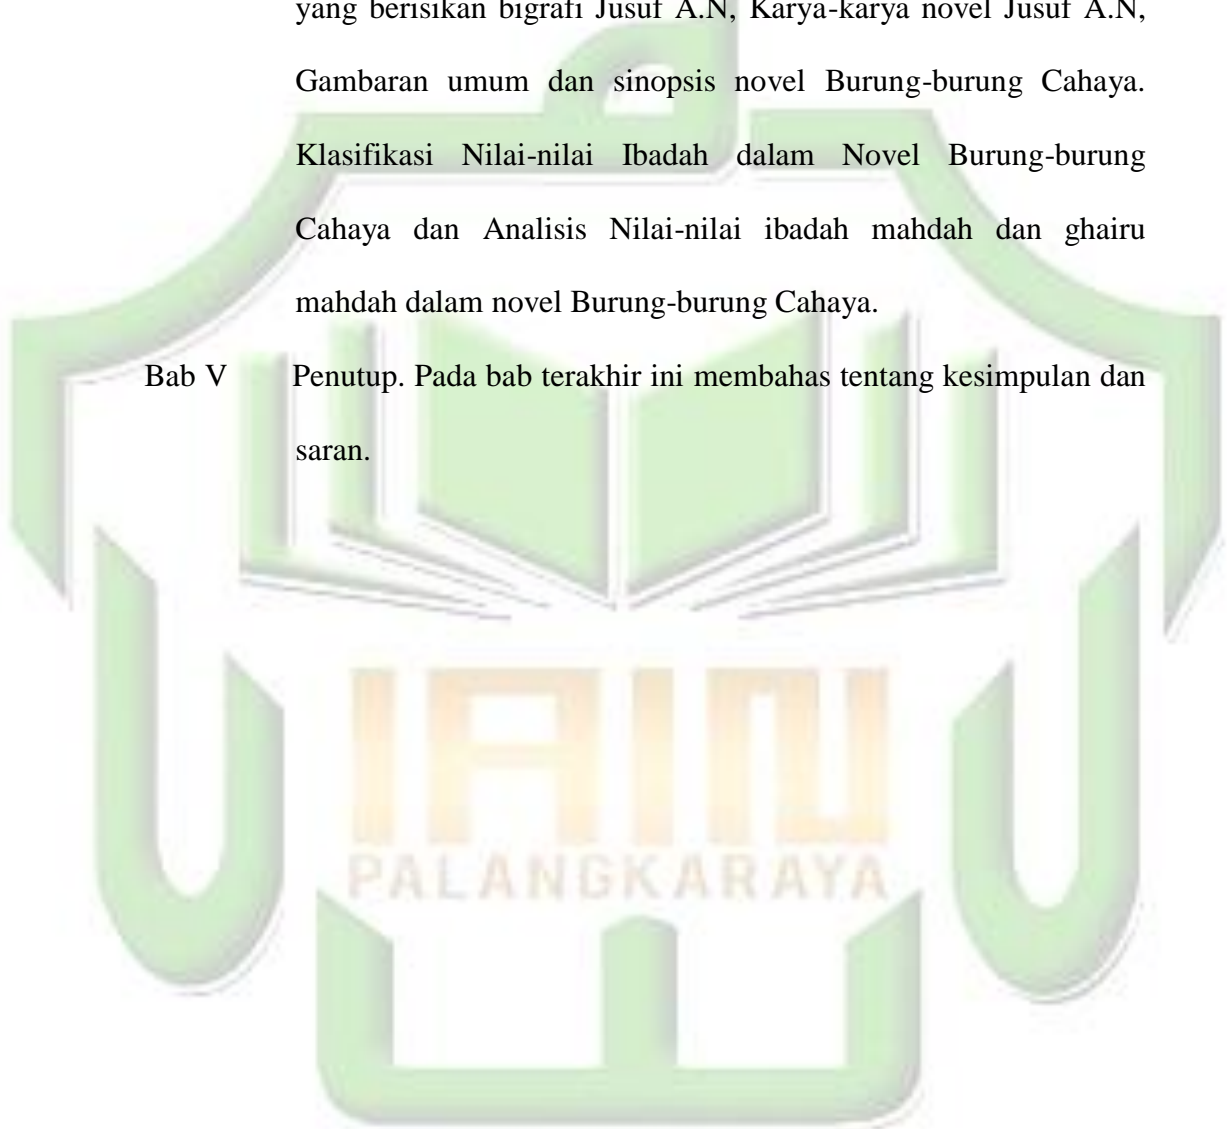 yang berisikan bigrafi Jusuf A.N, Karya-karya novel Jusuf A.N,
Gambaran umum dan sinopsis novel Burung-burung Cahaya.
Klasifikasi Nilai-nilai Ibadah dalam Novel Burung-burung
Cahaya dan Analisis Nilai-nilai ibadah mahdah dan ghairu
mahdah dalam novel Burung-burung Cahaya.
Bab V Penutup. Pada bab terakhir ini membahas tentang kesimpulan dan
saran.
IAIN
PALANGKARAYA